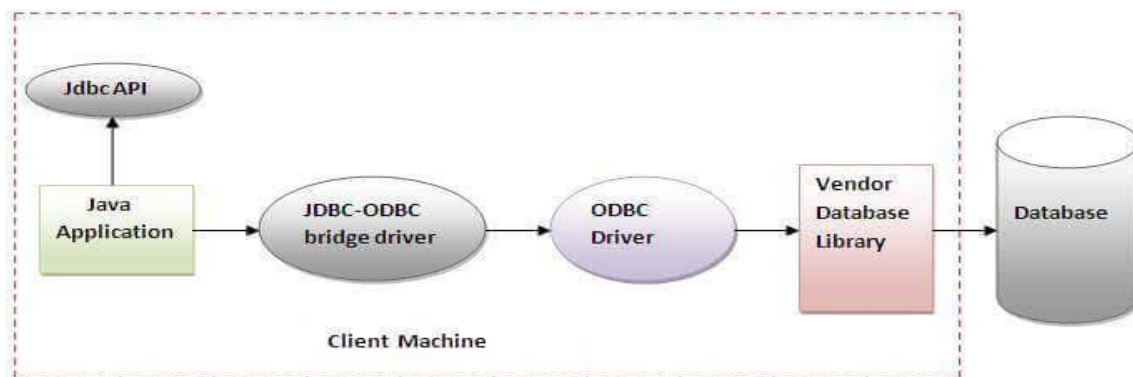 Jdbc API
Java
Application
JDBC-ODBC
bridge driver
ODBC
Driver
Vendor
Database
Library
Database
Client Machine